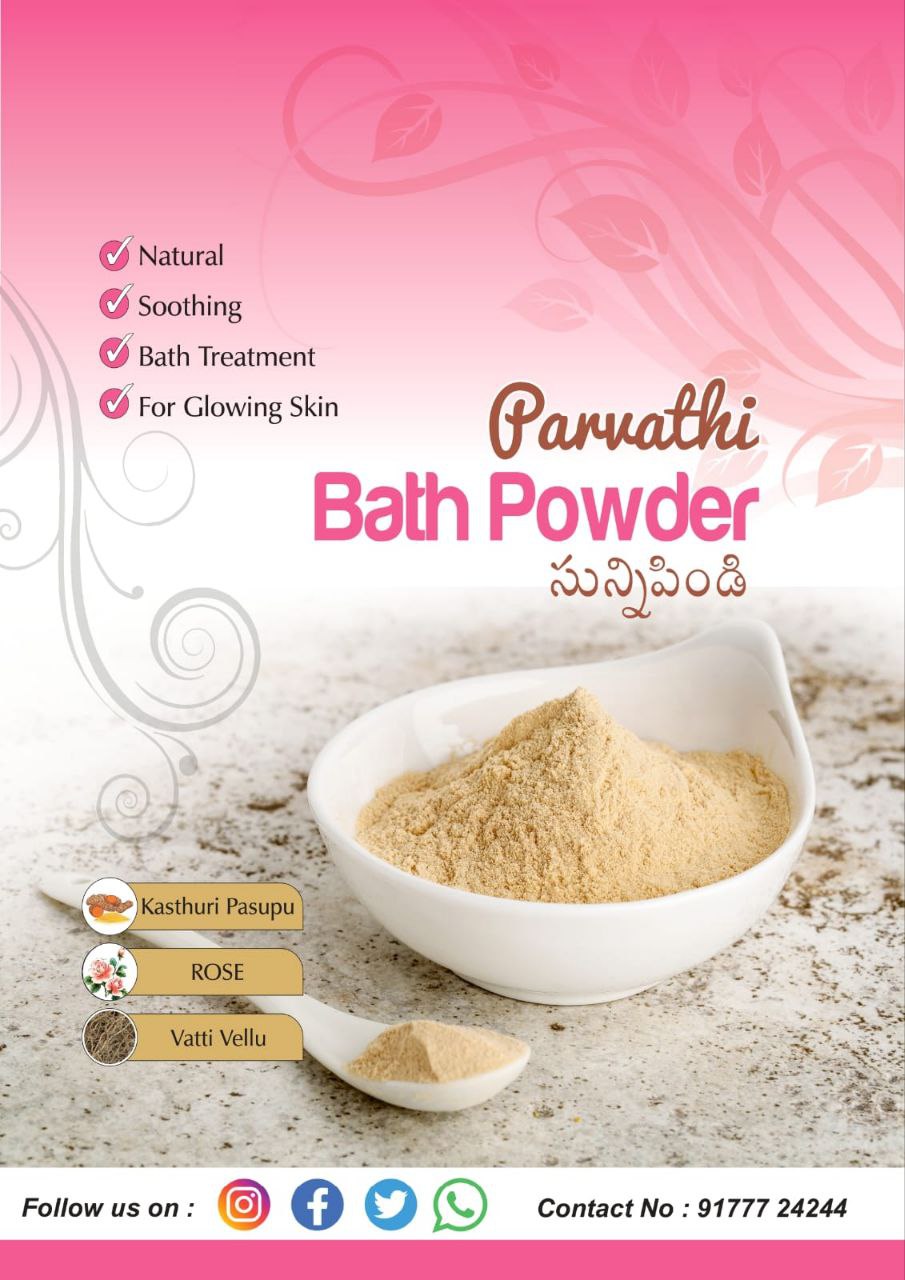 Natural
Soothing
Bath Treatment
For Glowing Skin
Parvathi
Bath Powder
సున్నిపిండి
Kasthuri Pasupu
ROSE
Vatti Vellu
Follow us on :
Contact No : 91777 24244